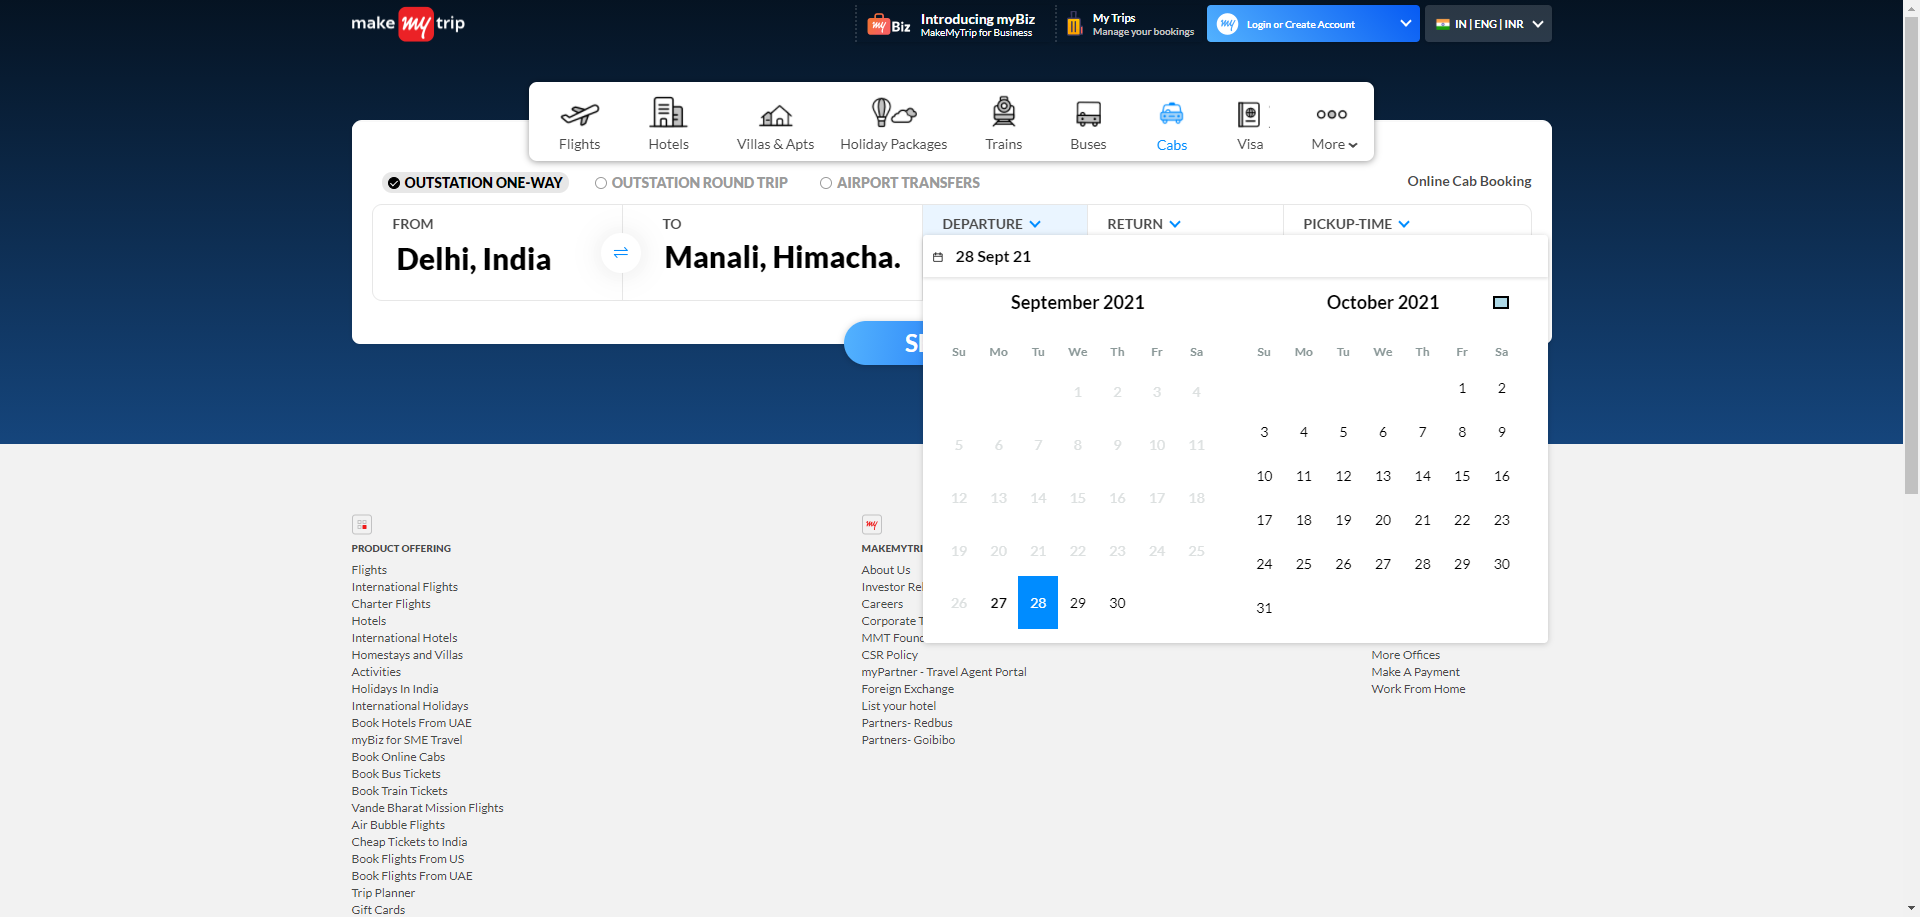 make my trip
my Biz
Introducing myBiz
MakeMyTrip for Business
My Trips
Manage your bookings
my
Login or Create Account
IN | ENG | INR
Flights
Hotels
Villas & Apts
Holiday Packages
Trains
Buses
Cabs
Visa
More
OUTSTATION ONE-WAY
OUTSTATION ROUND TRIP
AIRPORT TRANSFERS
Online Cab Booking
FROM
Delhi, India
TO
Manali, Himacha.
DEPARTURE
RETURN
PICKUP-TIME
28 Sept 21
September 2021
Su Mo Tu We Th Fr Sa
1 2 3 4
5 6 7 8 9 10 11
12 13 14 15 16 17 18
19 20 21 22 23 24 25
26 27 28 29 30
October 2021
Su Mo Tu We Th Fr Sa
1 2
3 4 5 6 7 8 9
10 11 12 13 14 15 16
17 18 19 20 21 22 23
24 25 26 27 28 29 30
31
PRODUCT OFFERING
Flights
International Flights
Charter Flights
Hotels
International Hotels
Homestays and Villas
Activities
Holidays In India
International Holidays
Book Hotels From UAE
myBiz for SME Travel
Book Online Cabs
Book Bus Tickets
Book Train Tickets
Vande Bharat Mission Flights
Air Bubble Flights
Cheap Tickets to India
Book Flights From US
Book Flights From UAE
Trip Planner
Gift Cards
my
MAKEMYTRI
About Us
Investor Rel
Careers
Corporate T
MMT Found
CSR Policy
myPartner - Travel Agent Portal
Foreign Exchange
List your hotel
Partners- Redbus
Partners- Goibibo
More Offices
Make A Payment
Work From Home